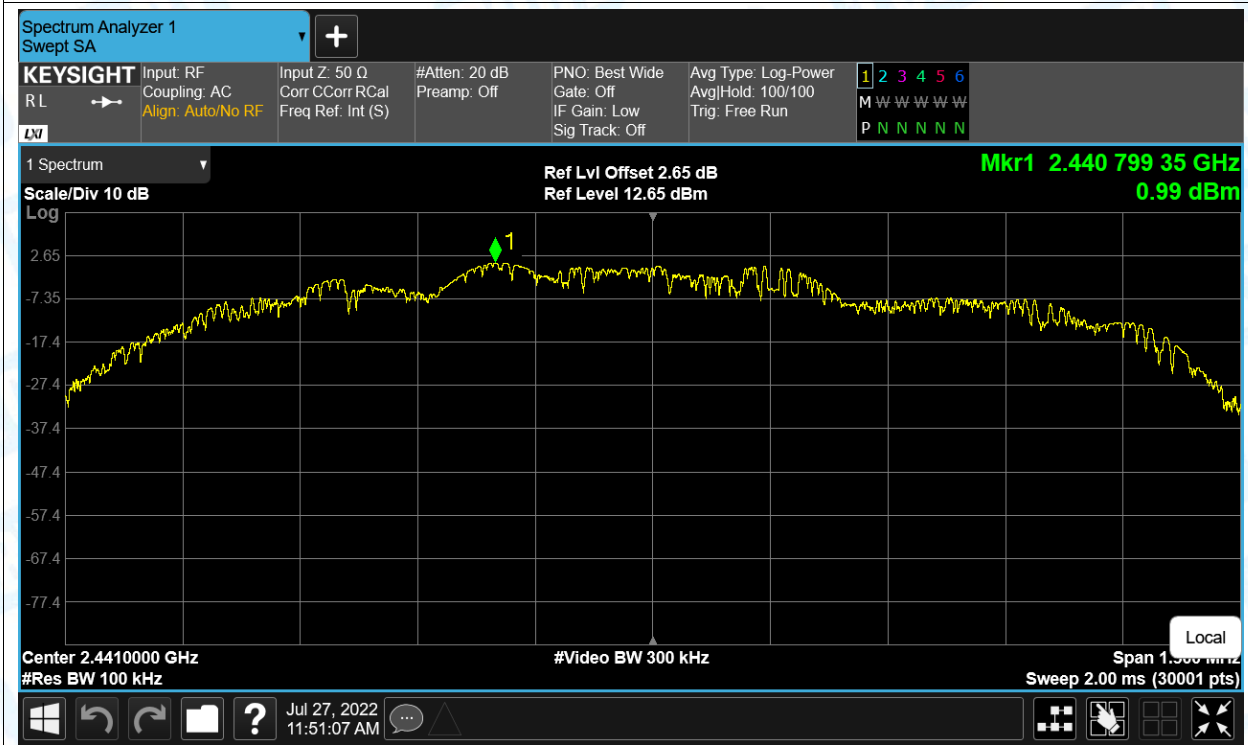 Spectrum Analyzer 1
Swept SA
KEYSIGHT
R L
LXI
Input: RF
Coupling: AC
Align: Auto/No RF
Input Z: 50 Ω
Corr CCorr RCal
Freq Ref: Int (S)
#Atten: 20 dB
Preamp: Off
PNO: Best Wide
Gate: Off
IF Gain: Low
Sig Track: Off
Avg Type: Log-Power
Avg|Hold: 100/100
Trig: Free Run
1 2 3 4 5 6
M W W W W W
P N N N N N
1 Spectrum
Scale/Div 10 dB
Log
Ref Lvl Offset 2.65 dB
Ref Level 12.65 dBm
Mkr1 2.440 799 35 GHz
0.99 dBm
1
2.65
-7.35
-17.4
-27.4
-37.4
-47.4
-57.4
-67.4
-77.4
Local
Center 2.4410000 GHz
#Video BW 300 kHz
Span
#Res BW 100 kHz
Sweep 2.00 ms (30001 pts)
?
Jul 27, 2022
11:51:07 AM